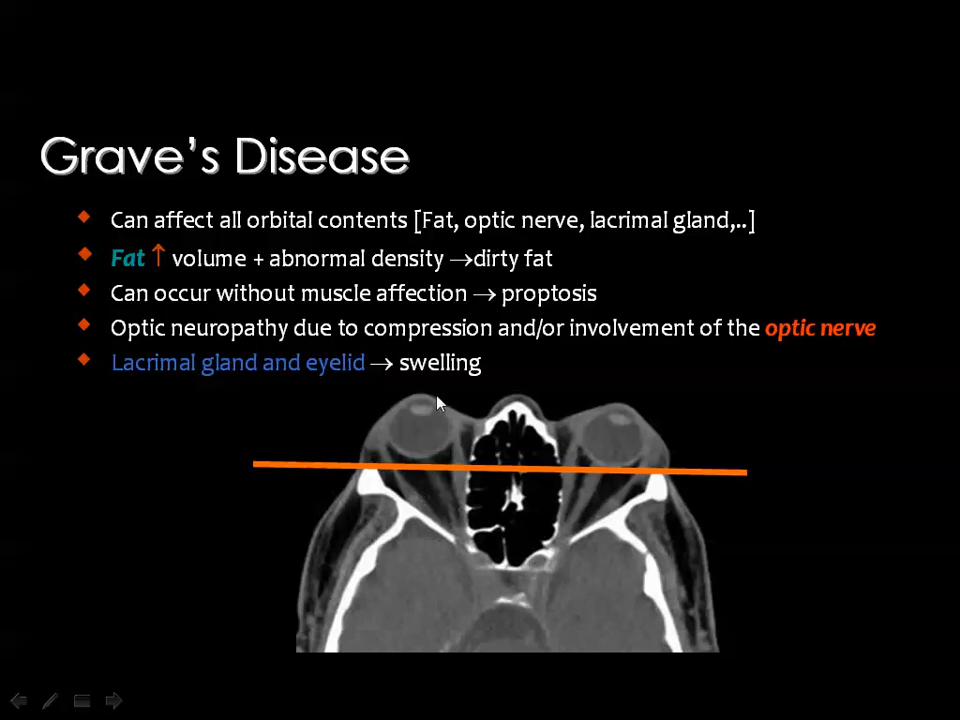 Grave's Disease
Can affect all orbital contents [Fat, optic nerve, lacrimal gland,..]
Fat ↑ volume + abnormal density →dirty fat
Can occur without muscle affection → proptosis
Optic neuropathy due to compression and/or involvement of the optic nerve
Lacrimal gland and eyelid → swelling